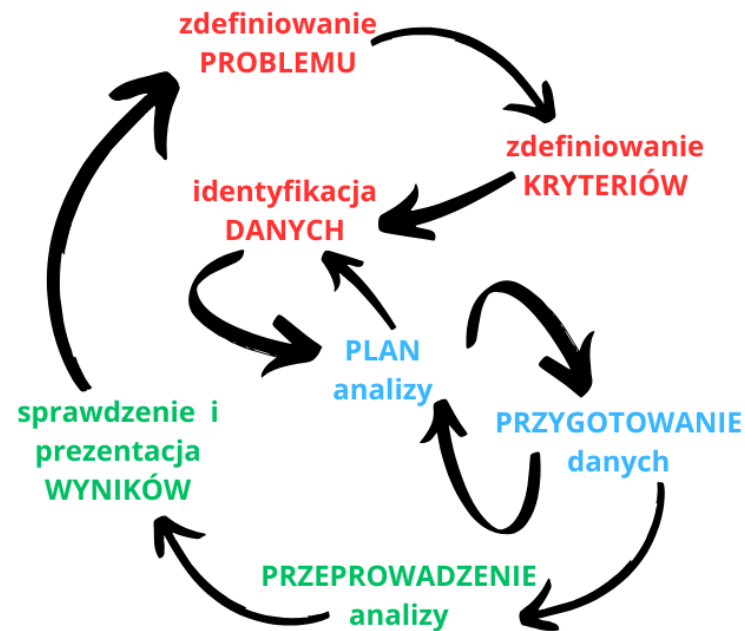 zdefiniowanie
PROBLEMU
zdefiniowanie
KRYTERIÓW
identyfikacja
DANYCH
PLAN
analizy
PRZYGOTOWANIE
danych
PRZEPROWADZENIE
analizy
sprawdzenie i
prezentacja
WYNIKÓW